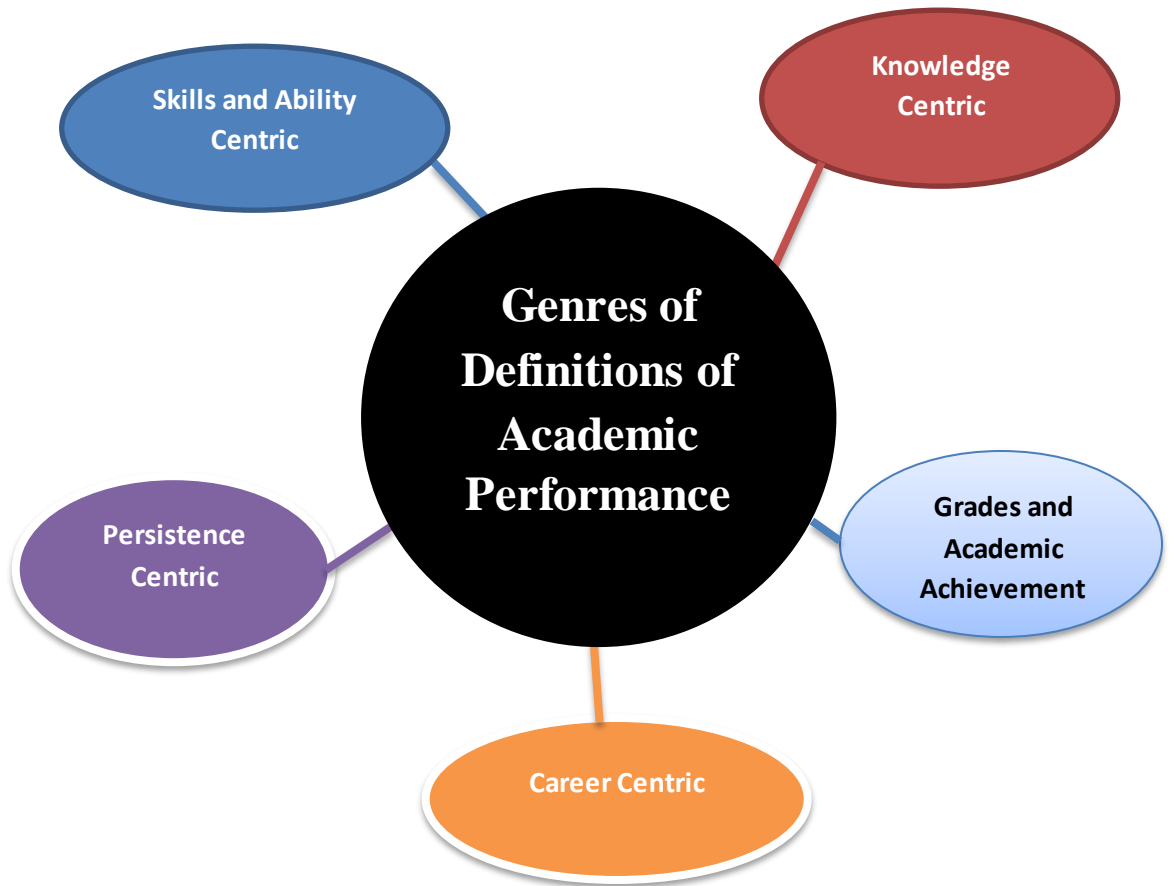 Skills and Ability
Centric
Knowledge
Centric
Genres of
Definitions of
Academic
Performance
Persistence
Centric
Grades and
Academic
Achievement
Career Centric